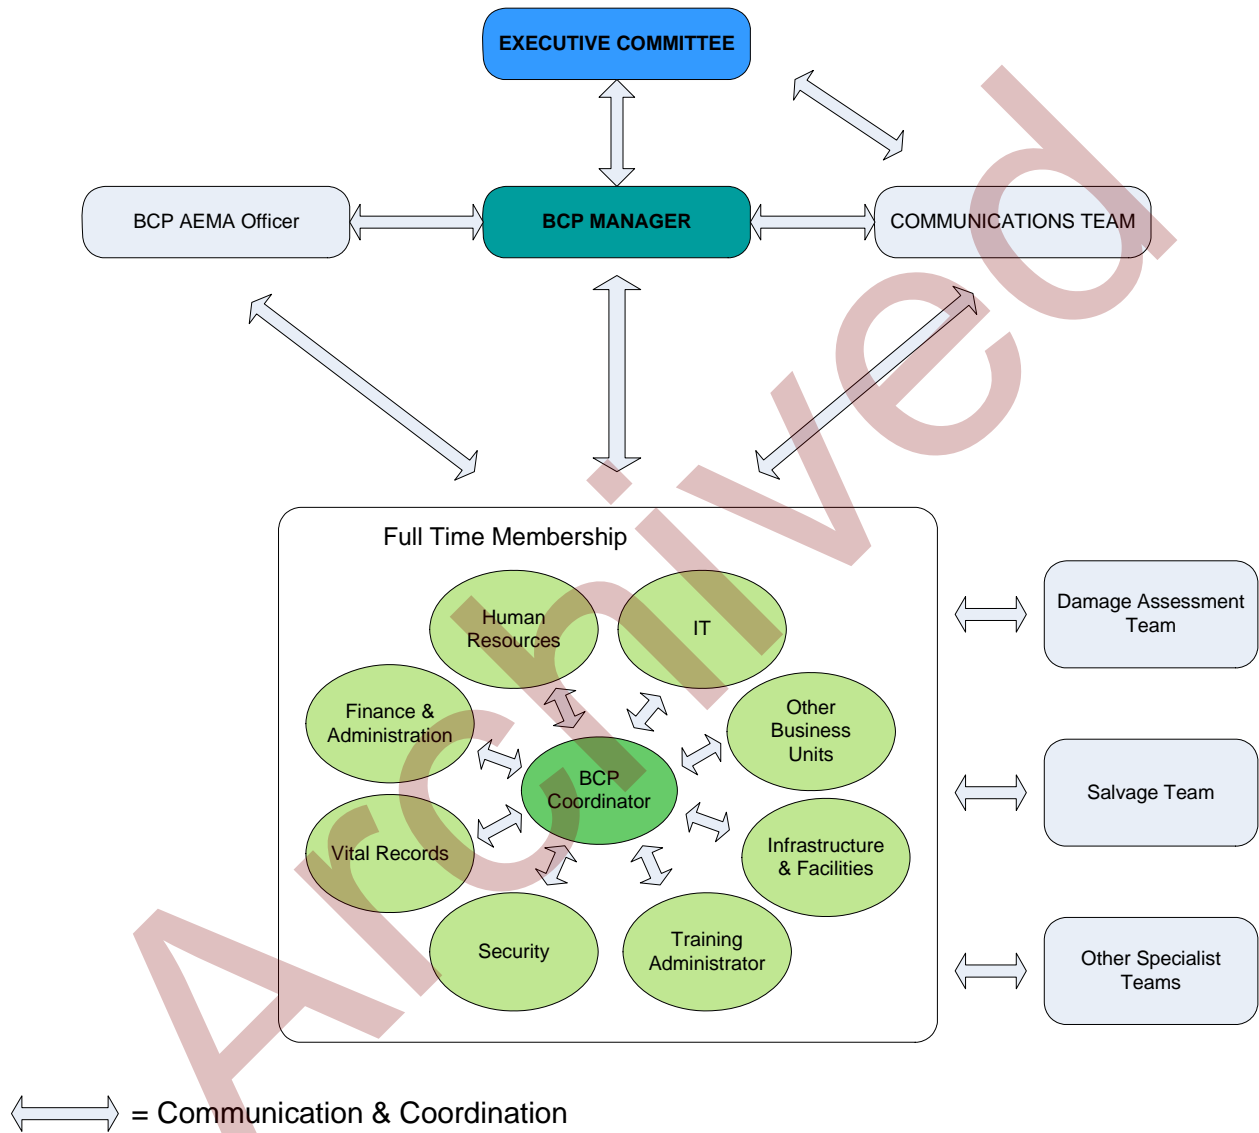 EXECUTIVE COMMITTEE
BCP AEMA Officer
BCP MANAGER
COMMUNICATIONS TEAM
Full Time Membership
Human
Resources
IT
Finance &
Administration
Other
Business
Units
BCP
Coordinator
Vital Records
Infrastructure
& Facilities
Security
Training
Administrator
Damage Assessment
Team
Salvage Team
Other Specialist
Teams
= Communication & Coordination
Archived